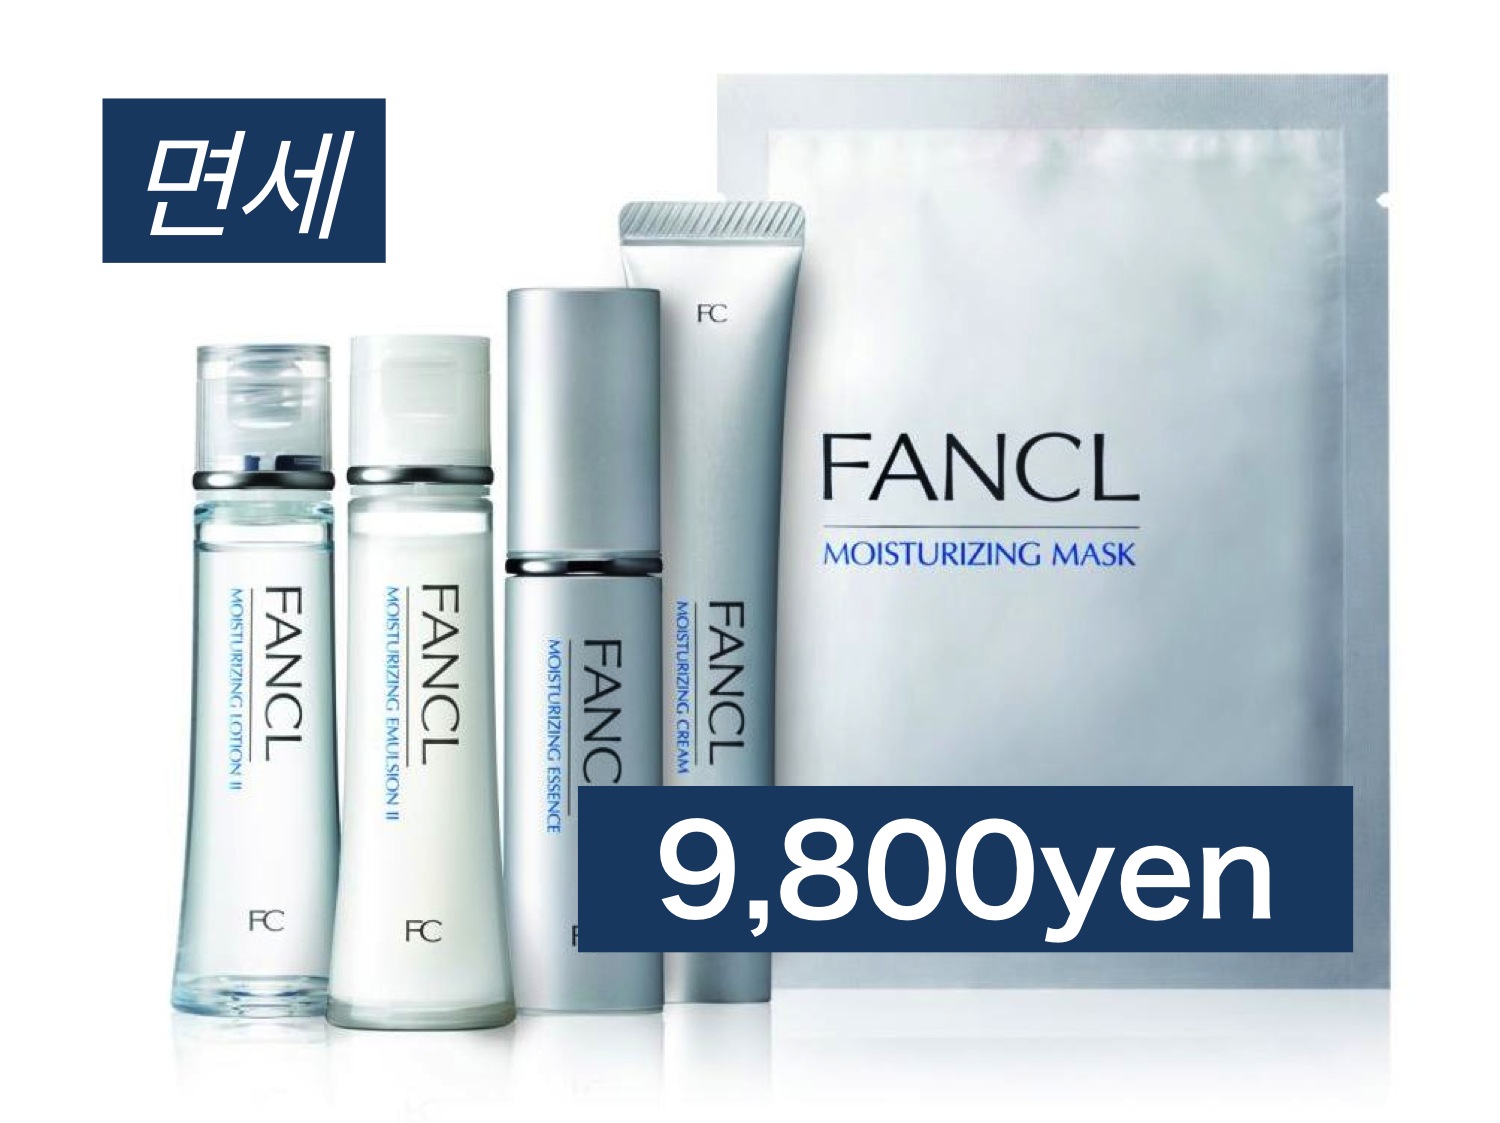 면세
FC
FANCL
MOISTURIZING MASK
FANCL
MOISTURIZING LOTION II
FC
FANCL
MOISTURIZING EMULSION II
FC
FANC
MOISTURIZING ESSENCE
FANCL
MOISTURIZING CREAM
9,800yen